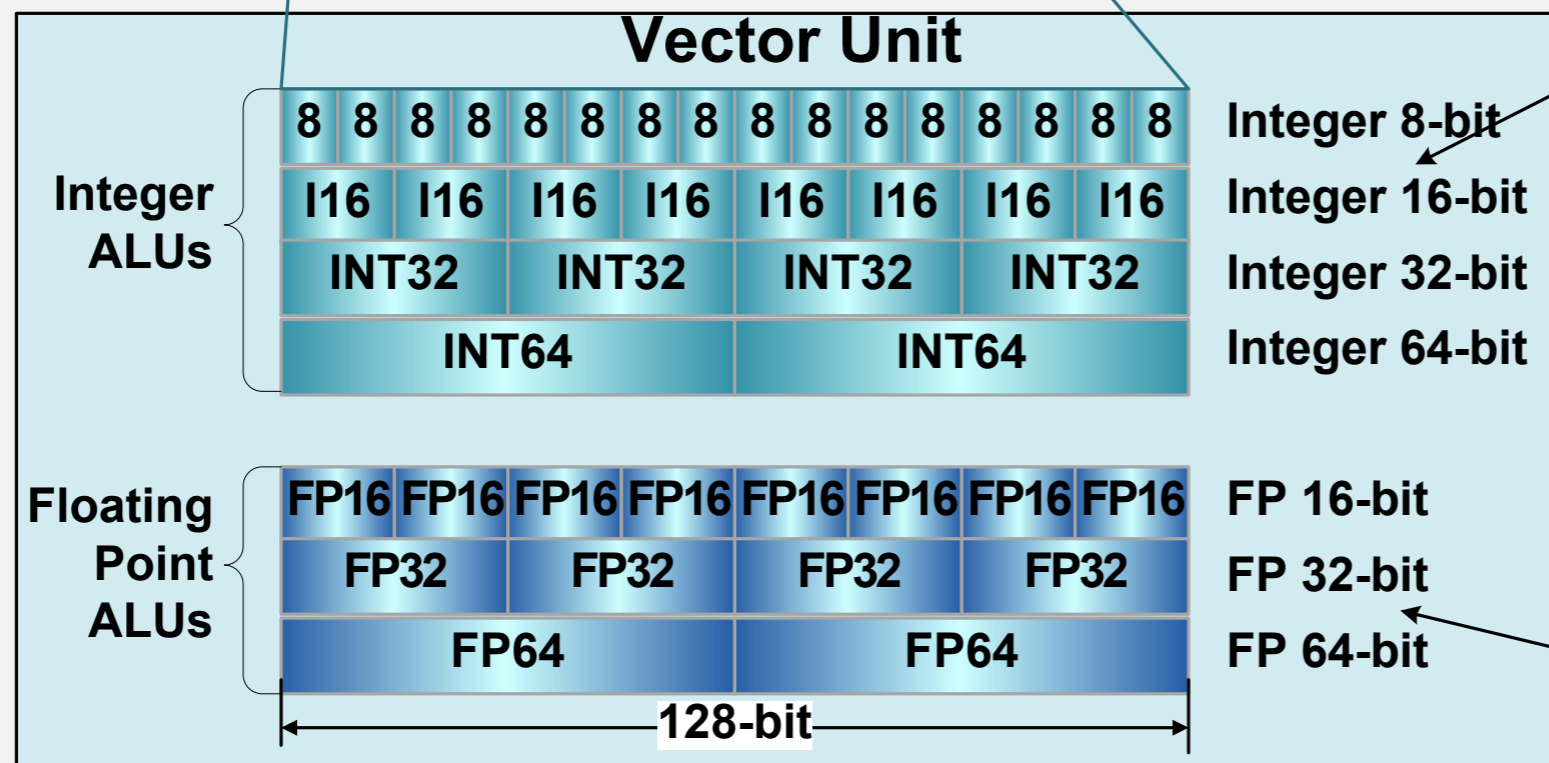 Vector Unit
8 8 8 8 8 8 8 8 8 8 8 8 8 8 8 8 Integer 8-bit
Integer ALUs
I16 I16 I16 I16 I16 I16 I16 I16 Integer 16-bit
INT32 INT32 INT32 INT32 Integer 32-bit
INT64 INT64 Integer 64-bit
Floating
Point
ALUs
FP16 FP16 FP16 FP16 FP16 FP16 FP16 FP16 FP 16-bit
FP32 FP32 FP32 FP32 FP 32-bit
FP64 FP64 FP 64-bit
128-bit